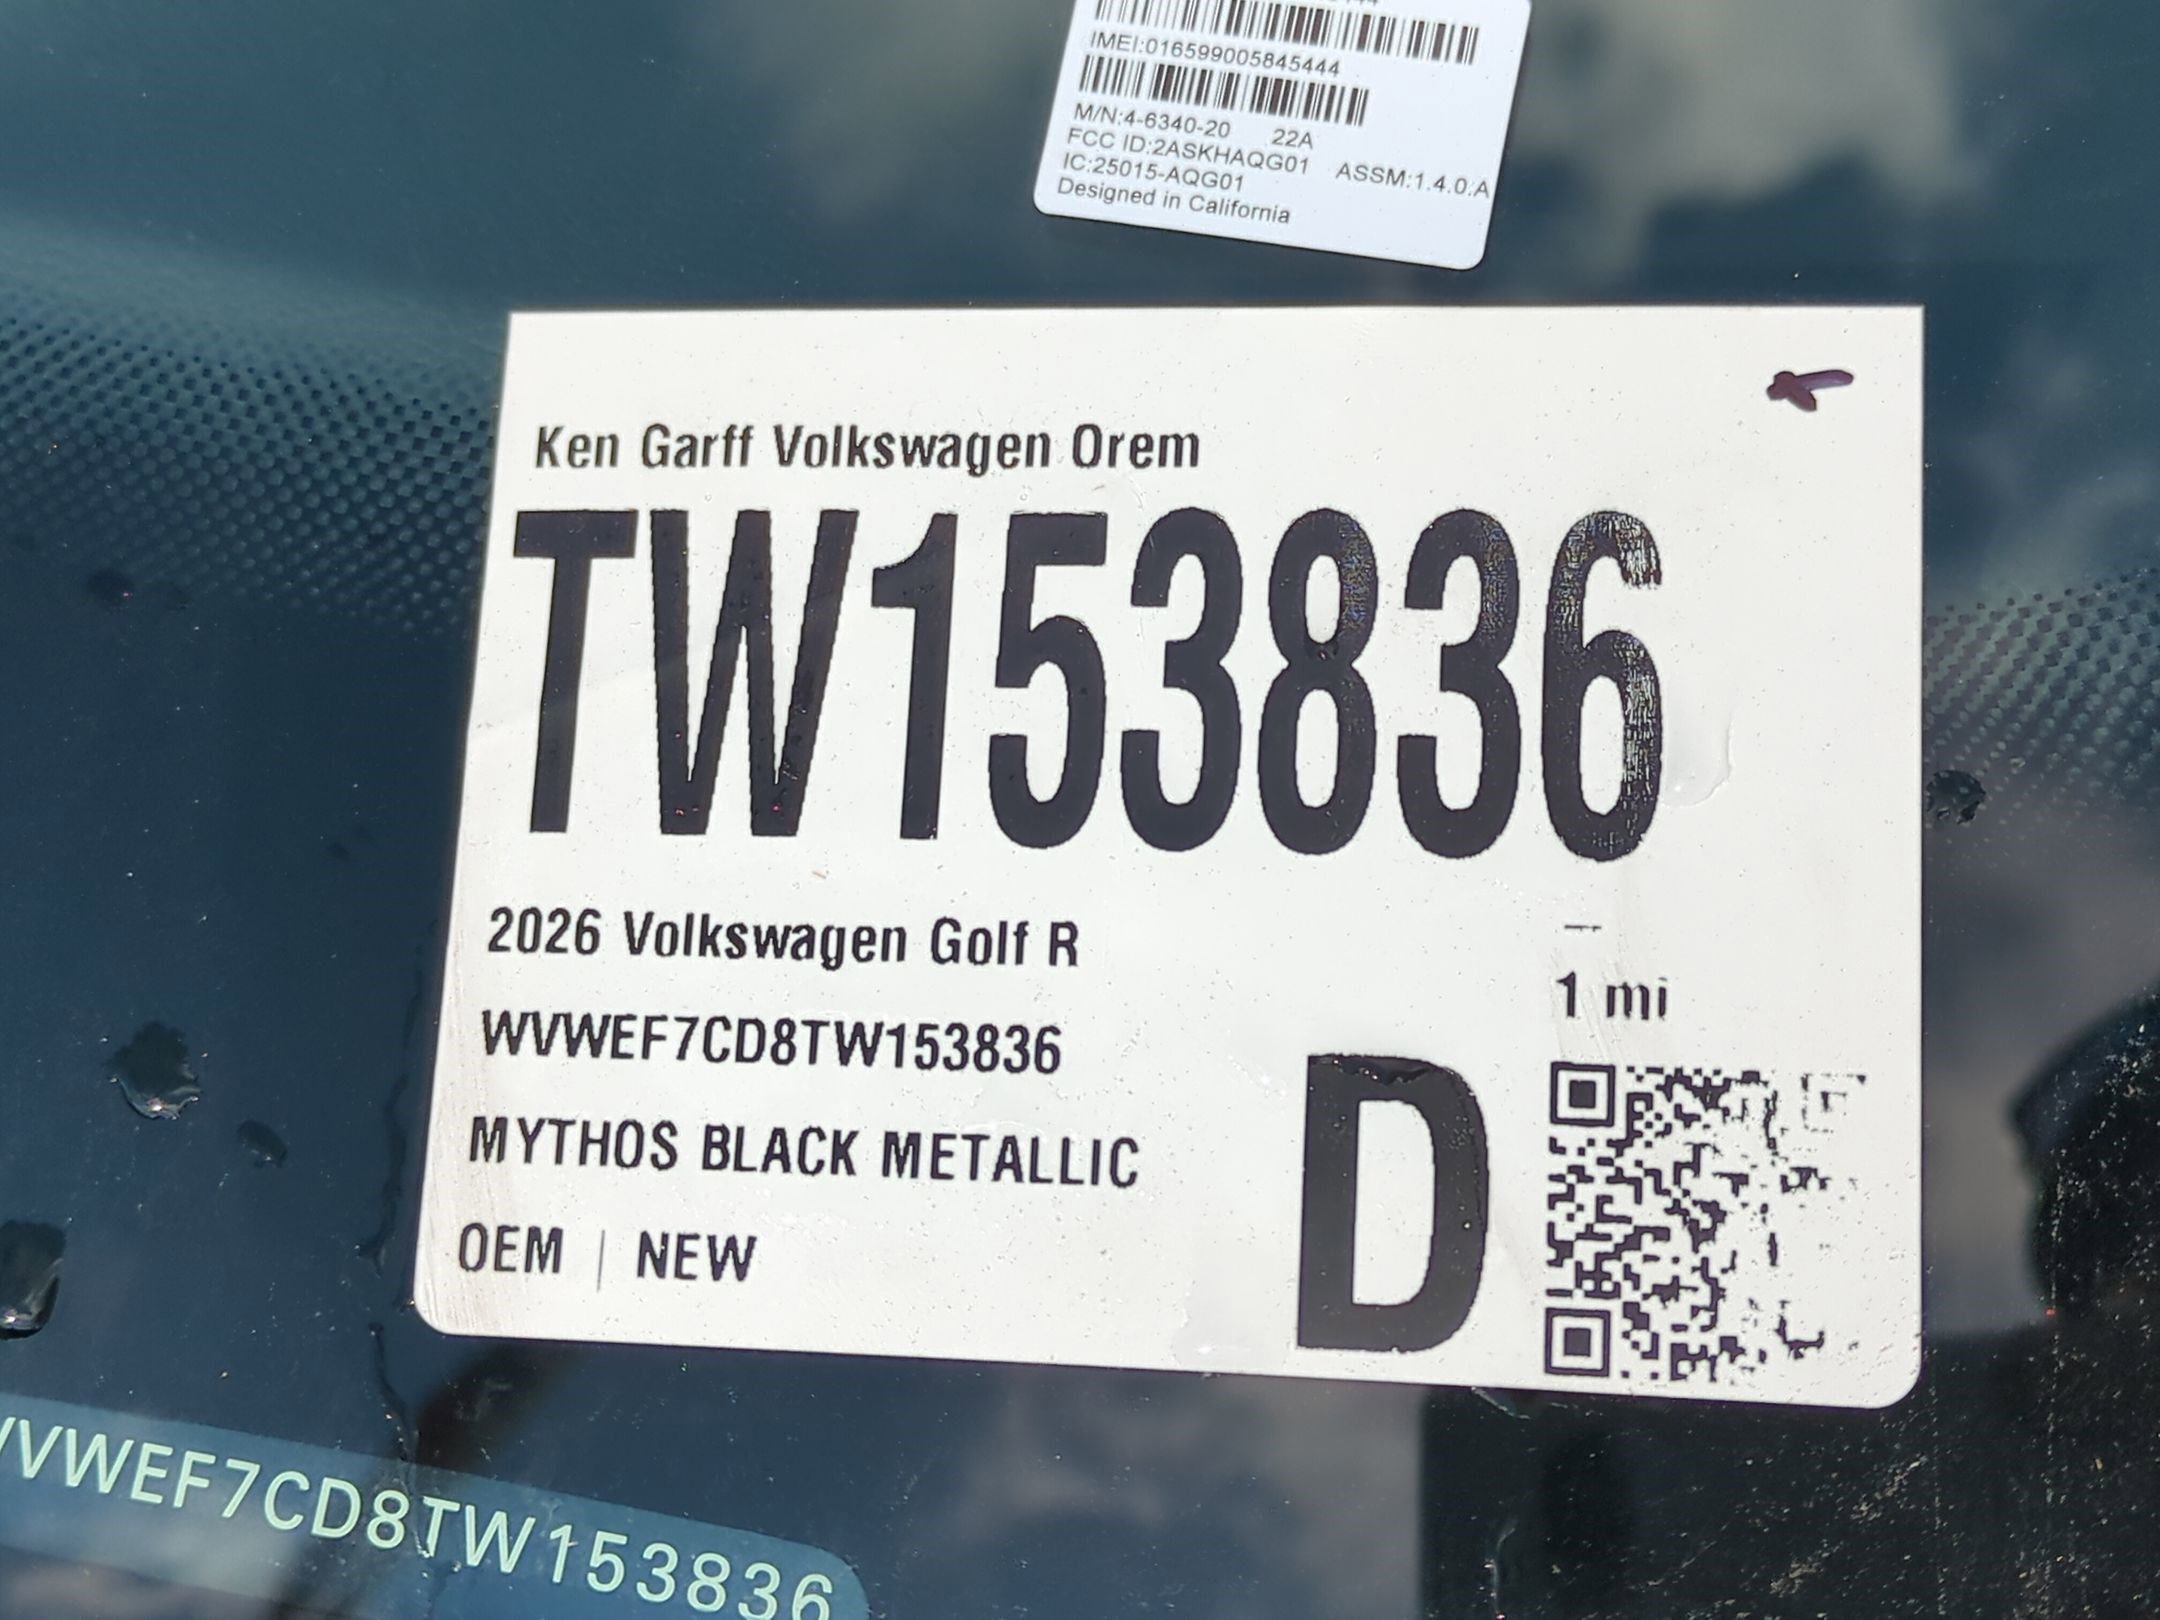 IMEI:016599005845444
M/N:4-6340-20 22A
FCC ID:2ASKHAQG01 ASSM:1.4.0.A
IC:25015-AQG01
Designed in California
Ken Garff Volkswagen Orem
TW153836
2026 Volkswagen Golf R
1 mi
WVWEF7CD8TW153836
MYTHOS BLACK METALLIC
D
OEM | NEW
WVWEF7CD8TW153836